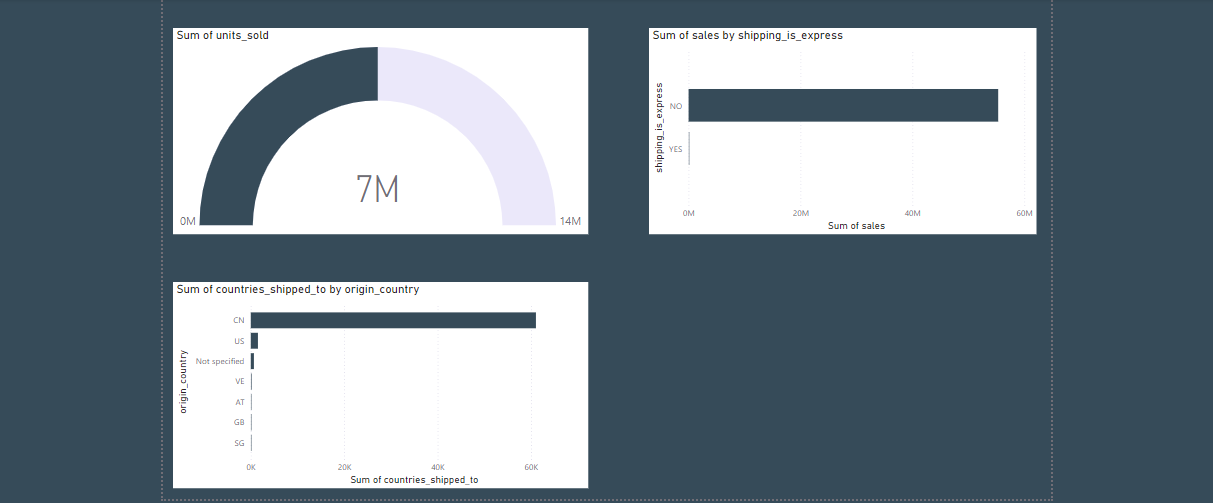 Sum of units_sold
7M
0M
14M
Sum of sales by shipping_is_express
shipping_is_express
NO
YES
0M
20M
40M
60M
Sum of sales
Sum of countries_shipped_to by origin_country
origin_country
CN
US
Not specified
VE
AT
GB
SG
0K
20K
40K
60K
Sum of countries_shipped_to